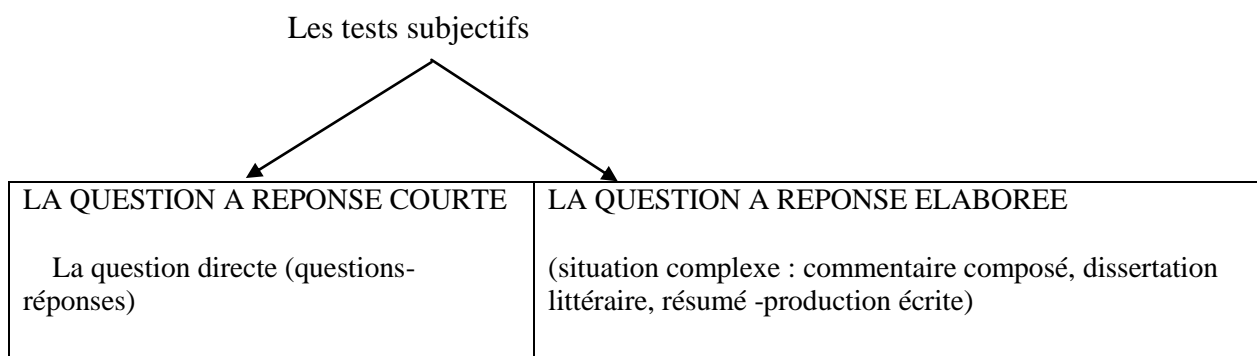 Les tests subjectifs
LA QUESTION A REPONSE COURTE
La question directe (questions-
réponses)
LA QUESTION A REPONSE ELABOREE
(situation complexe : commentaire composé, dissertation
littéraire, résumé -production écrite)